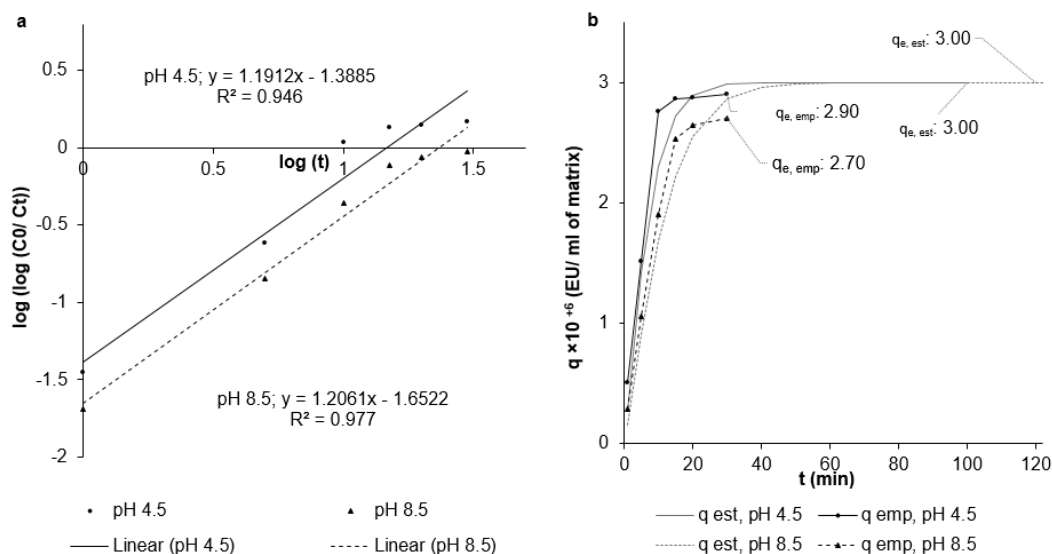 a
pH 4.5; y = 1.1912x - 1.3885
R² = 0.946
0.5
0
-0.5
-1
-1.5
-2
0
0.5
1
1.5
log (t)
log (log (C0/ Ct))
pH 8.5; y = 1.2061x - 1.6522
R² = 0.977
pH 4.5
pH 8.5
Linear (pH 4.5)
Linear (pH 8.5)
b
4
3
2
1
0
q ×10 ⁺⁶ (EU/ ml of matrix)
qe, est: 3.00
qe, emp: 2.90
qe, est: 3.00
qe, emp: 2.70
0
20
40
60
80
100
120
t (min)
q est, pH 4.5
q emp, pH 4.5
q est, pH 8.5
q emp, pH 8.5